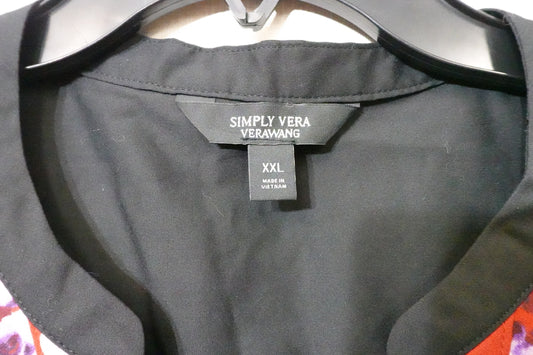 SIMPLY VERA
VERAWANG
XXL
MADE IN
VIETNAM